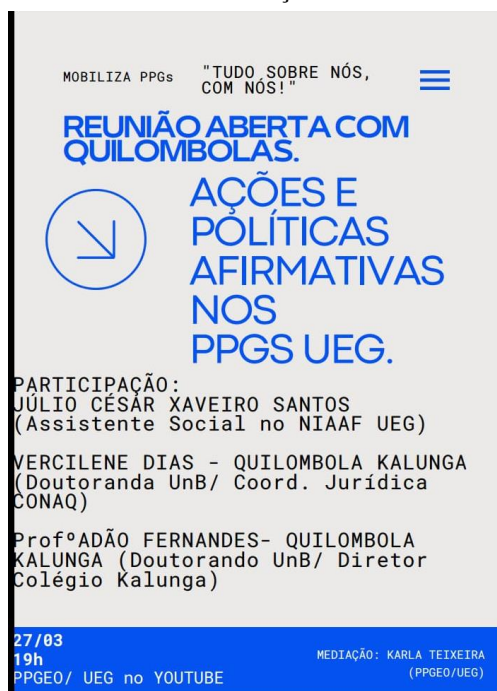 MOBILIZA PPGs
"TUDO SOBRE NÓS,
COM NÓS!"
REUNIÃO ABERTA COM
QUILOMBOLAS.
AÇÕES E
POLÍTICAS
AFIRMATIVAS
NOS
PPGS UEG.
PARTICIPAÇÃO:
JÚLIO CÉSAR XAVEIRO SANTOS
(Assistente Social no NIAAF UEG)
VERCILENE DIAS - QUILOMBOLA KALUNGA
(Doutoranda UnB/ Coord. Jurídica
CONAQ)
ProfºADÃO FERNANDES- QUILOMBOLA
KALUNGA (Doutorando UnB/ Diretor
Colégio Kalunga)
27/03
19h
PPGEO/ UEG no YOUTUBE
MEDIAÇÃO: KARLA TEIXEIRA
(PPGEO/UEG)